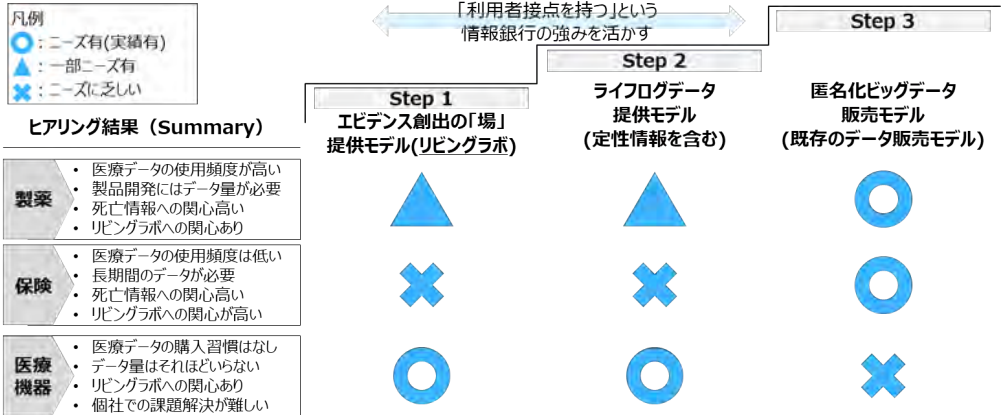 凡例
○：ニーズ有(実績有)
▲：一部ニーズ有
✖：ニーズに乏しい
「利用者接点を持つ」という
情報銀行の強みを活かす
Step 3
Step 2
Step 1
ヒアリング結果（Summary）
エビデンス創出の「場」
提供モデル(リビングラボ)
ライフログデータ
提供モデル
(定性情報を含む)
匿名化ビッグデータ
販売モデル
(既存のデータ販売モデル)
製薬
• 医療データの使用頻度が高い
• 製品開発にはデータ量が必要
• 死亡情報への関心高い
• リビングラボへの関心あり
保険
• 医療データの使用頻度は低い
• 長期間のデータが必要
• 死亡情報への関心高い
• リビングラボへの関心が高い
医療
機器
• 医療データの購入習慣はなし
• データ量はそれほどいらない
• リビングラボへの関心あり
• 個社での課題解決が難しい